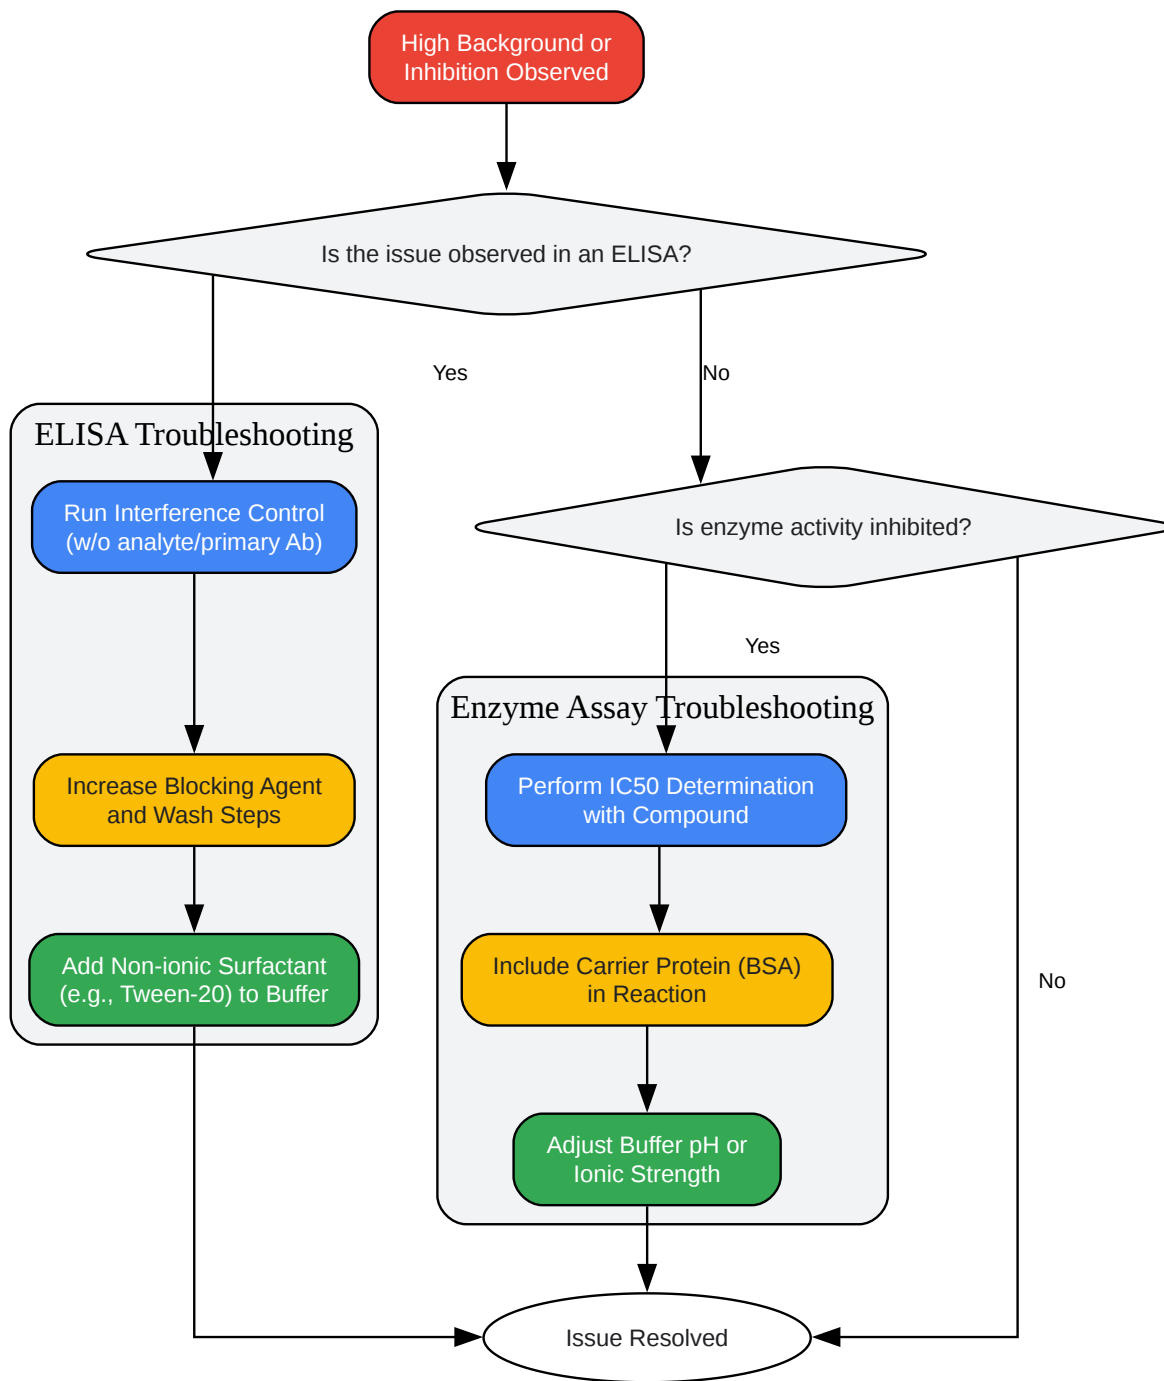 High Background or
Inhibition Observed
Is the issue observed in an ELISA?
Yes
No
ELISA Troubleshooting
Run Interference Control
(w/o analyte/primary Ab)
Increase Blocking Agent
and Wash Steps
Add Non-ionic Surfactant
(e.g., Tween-20) to Buffer
Is enzyme activity inhibited?
Yes
No
Enzyme Assay Troubleshooting
Perform IC50 Determination
with Compound
Include Carrier Protein (BSA)
in Reaction
Adjust Buffer pH or
Ionic Strength
Issue Resolved